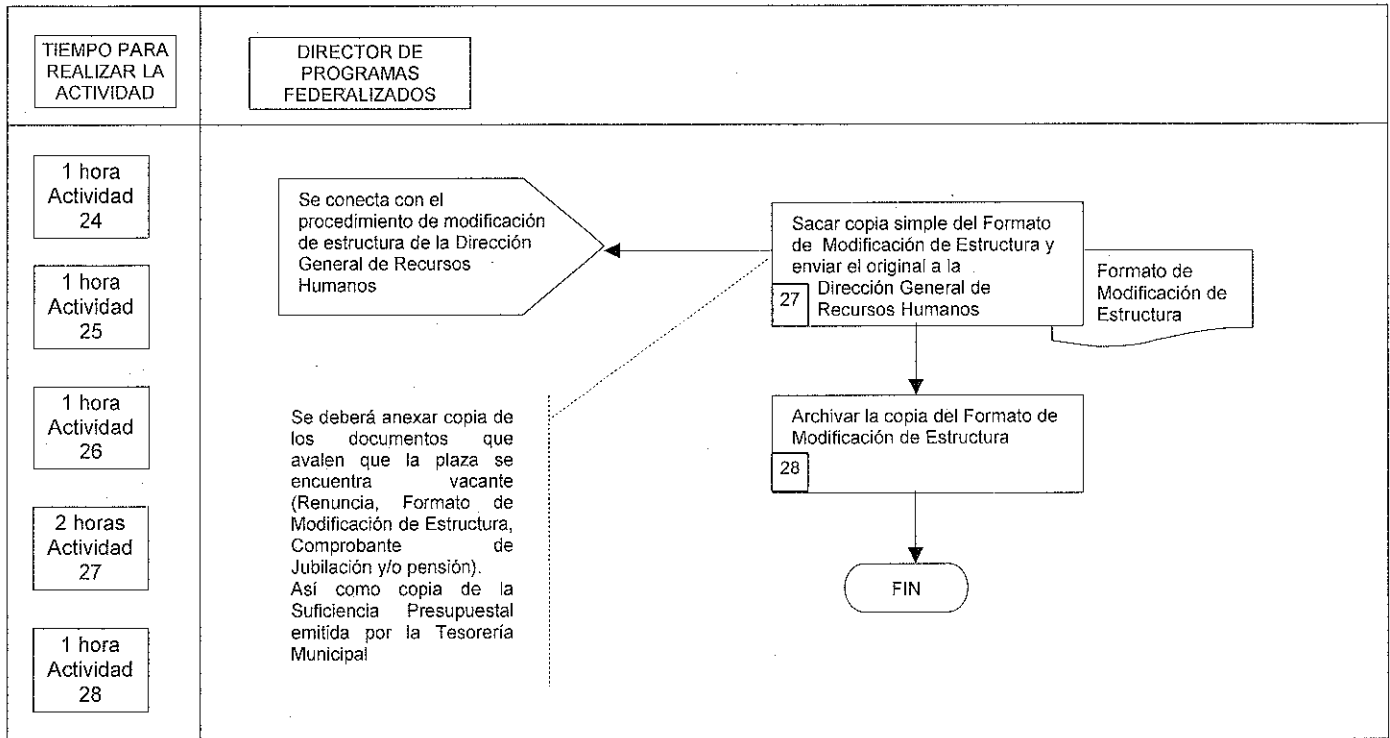 TIEMPO PARA
REALIZAR LA
ACTIVIDAD
DIRECTOR DE
PROGRAMAS
FEDERALIZADOS
1 hora
Actividad
24
1 hora
Actividad
25
1 hora
Actividad
26
2 horas
Actividad
27
1 hora
Actividad
28
Se conecta con el
procedimiento de modificación
de estructura de la Dirección
General de Recursos
Humanos
Sacar copia simple del Formato
de Modificación de Estructura y
enviar el original a la
Dirección General de
Recursos Humanos
27
Formato de
Modificación de
Estructura
Se deberá anexar copia de
los documentos que
avalen que la plaza se
encuentra vacante
(Renuncia, Formato de
Modificación de Estructura,
Comprobante de
Jubilación y/o pensión).
Así como copia de la
Suficiencia Presupuestal
emitida por la Tesorería
Municipal
Archivar la copia del Formato de
Modificación de Estructura
28
FIN